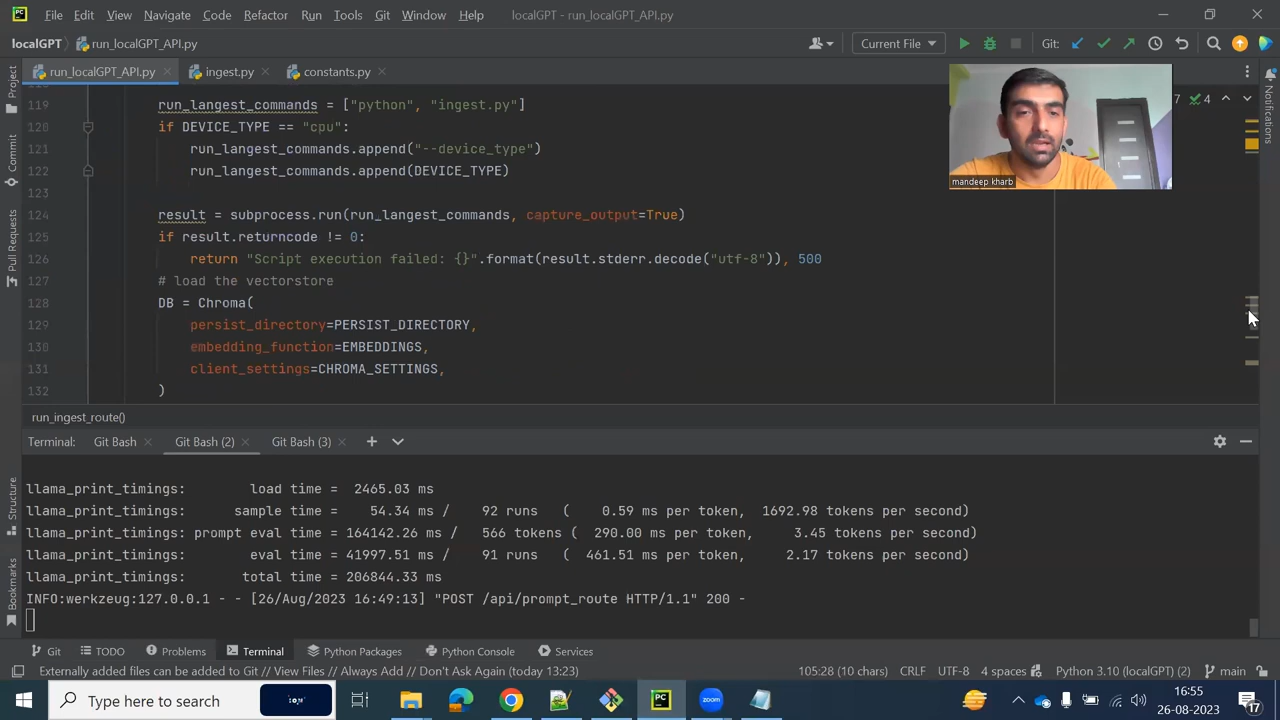 File Edit View Navigate Code Refactor Run Tools Git Window Help localGPT - run_localGPT_API.py
localGPT run_localGPT_API.py Current File Git:
run_localGPT_API.py ingest.py constants.py
Project
Commit
Pull Requests
Structure
Bookmarks
Notifications
7 4
mandeep kharb
119 run_langest_commands = ["python", "ingest.py"]
120 if DEVICE_TYPE == "cpu":
121 run_langest_commands.append("--device_type")
122 run_langest_commands.append(DEVICE_TYPE)
123
124 result = subprocess.run(run_langest_commands, capture_output=True)
125 if result.returncode != 0:
126 return "Script execution failed: {}".format(result.stderr.decode("utf-8")), 500
127 # load the vectorstore
128 DB = Chroma(
129 persist_directory=PERSIST_DIRECTORY,
130 embedding_function=EMBEDDINGS,
131 client_settings=CHROMA_SETTINGS,
132 )
run_ingest_route()
Terminal: Git Bash Git Bash (2) Git Bash (3)
llama_print_timings: load time = 2465.03 ms
llama_print_timings: sample time = 54.34 ms / 92 runs ( 0.59 ms per token, 1692.98 tokens per second)
llama_print_timings: prompt eval time = 164142.26 ms / 566 tokens ( 290.00 ms per token, 3.45 tokens per second)
llama_print_timings: eval time = 41997.51 ms / 91 runs ( 461.51 ms per token, 2.17 tokens per second)
llama_print_timings: total time = 206844.33 ms
INFO:werkzeug:127.0.0.1 - - [26/Aug/2023 16:49:13] "POST /api/prompt_route HTTP/1.1" 200 -
Git TODO Problems Terminal Python Packages Python Console Services
Externally added files can be added to Git // View Files // Always Add // Don't Ask Again (today 13:23) 105:28 (10 chars) CRLF UTF-8 4 spaces Python 3.10 (localGPT) (2) main
Type here to search
16:55
26-08-2023
17